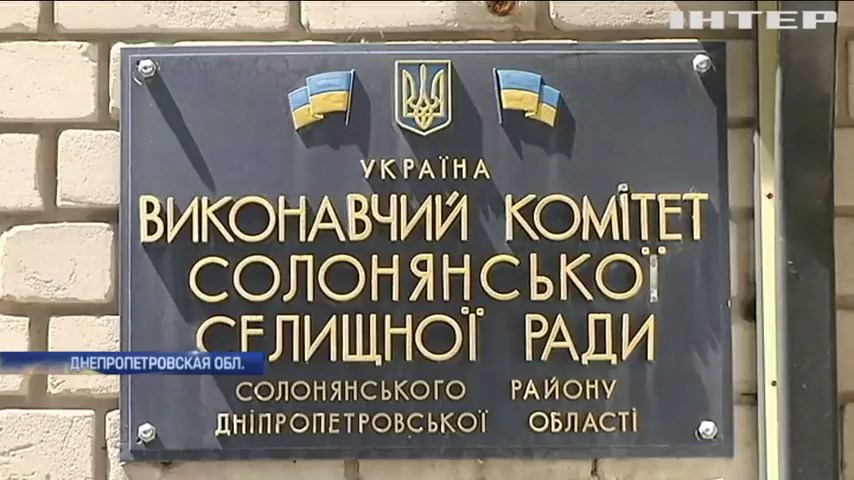 ІНТЕР
УКРАЇНА
ВИКОНАВЧИЙ КОМІТЕТ
СОЛОНЯНСЬКОЇ
СЕЛИЩНОЇ РАДИ
ДНЕПРОПЕТРОВСКАЯ ОБЛ.
СОЛОНЯНСЬКОГО РАЙОНУ
ДНІПРОПЕТРОВСЬКОЇ ОБЛАСТІ